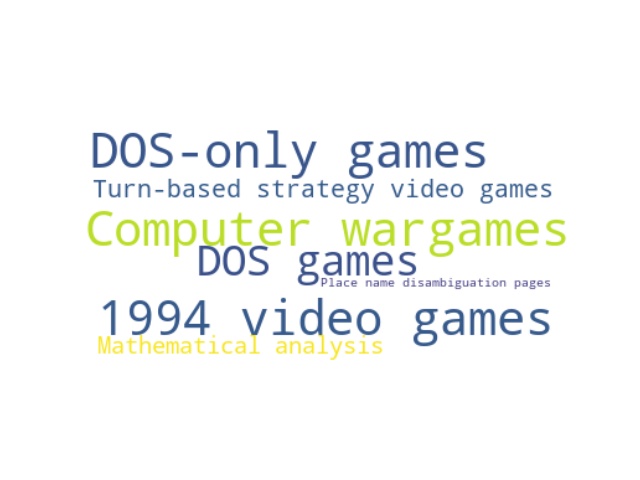 DOS-only games
Turn-based strategy video games
Computer wargames
DOS games
Place name disambiguation pages
1994 video games
Mathematical analysis